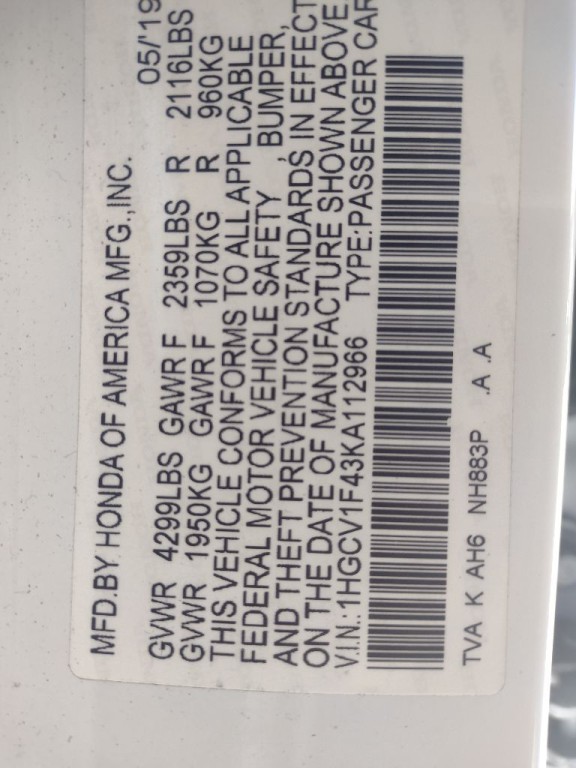 MFD.BY HONDA OF AMERICA MFG.,INC. 05/'19
GVWR 4299LBS GAWR F 2359LBS R 2116LBS
GVWR 1950KG GAWR F 1070KG R 960KG
THIS VEHICLE CONFORMS TO ALL APPLICABLE
FEDERAL MOTOR VEHICLE SAFETY , BUMPER,
AND THEFT PREVENTION STANDARDS IN EFFECT
ON THE DATE OF MANUFACTURE SHOWN ABOVE.
V.I.N.:1HGCV1F43KA112966 TYPE:PASSENGER CAR
TVA K AH6 NH883P .A .A